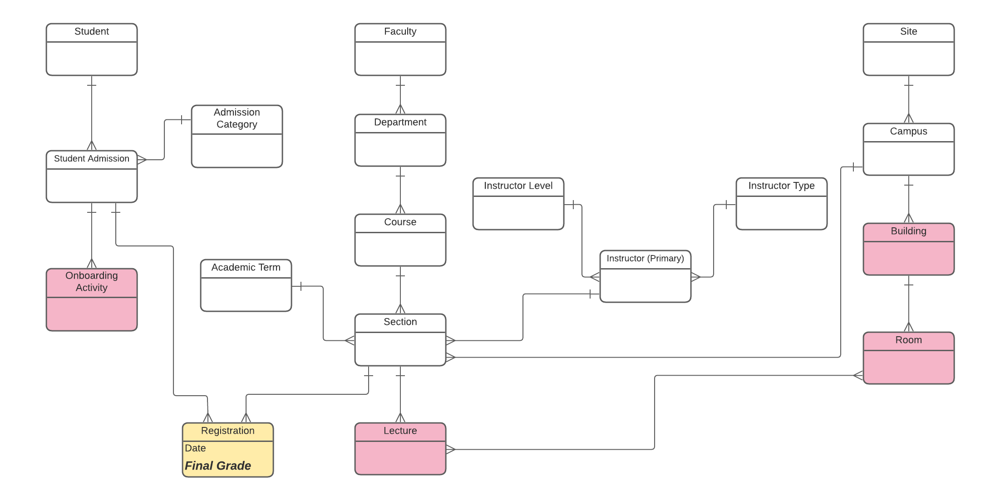 Student
Faculty
Site
Admission
Category
Department
Campus
Student Admission
Instructor Level
Instructor Type
Course
Building
Onboarding
Activity
Academic Term
Instructor (Primary)
Section
Room
Registration
Date
Final Grade
Lecture